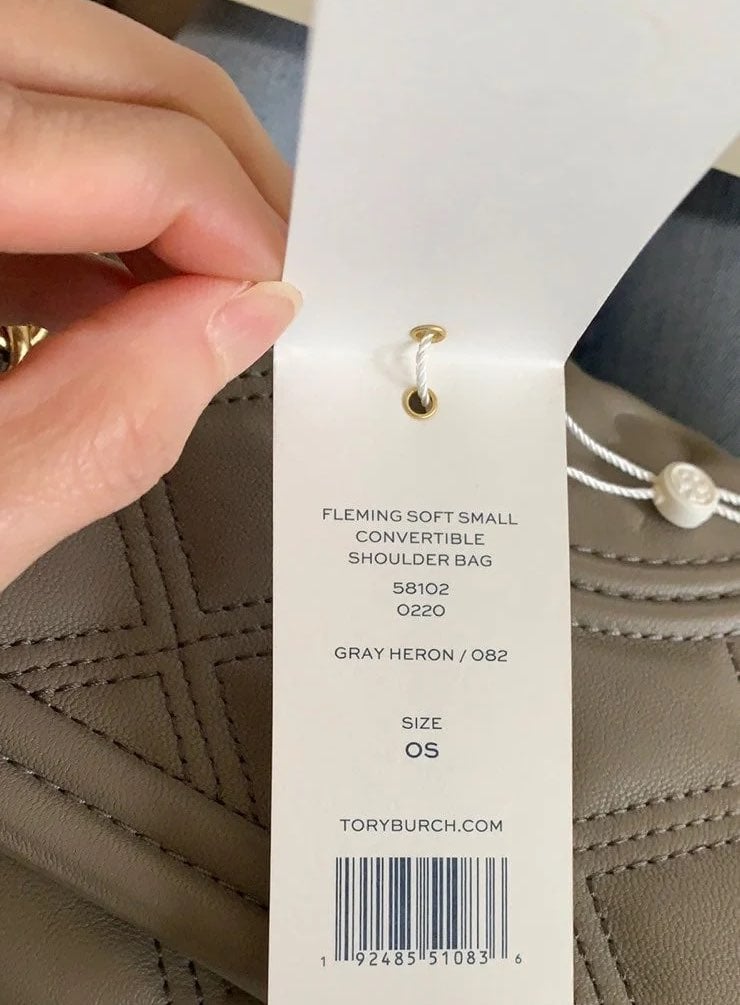 FLEMING SOFT SMALL
CONVERTIBLE
SHOULDER BAG
58102
0220
GRAY HERON / 082
SIZE
OS
TORYBURCH.COM
1 92485 51083 6